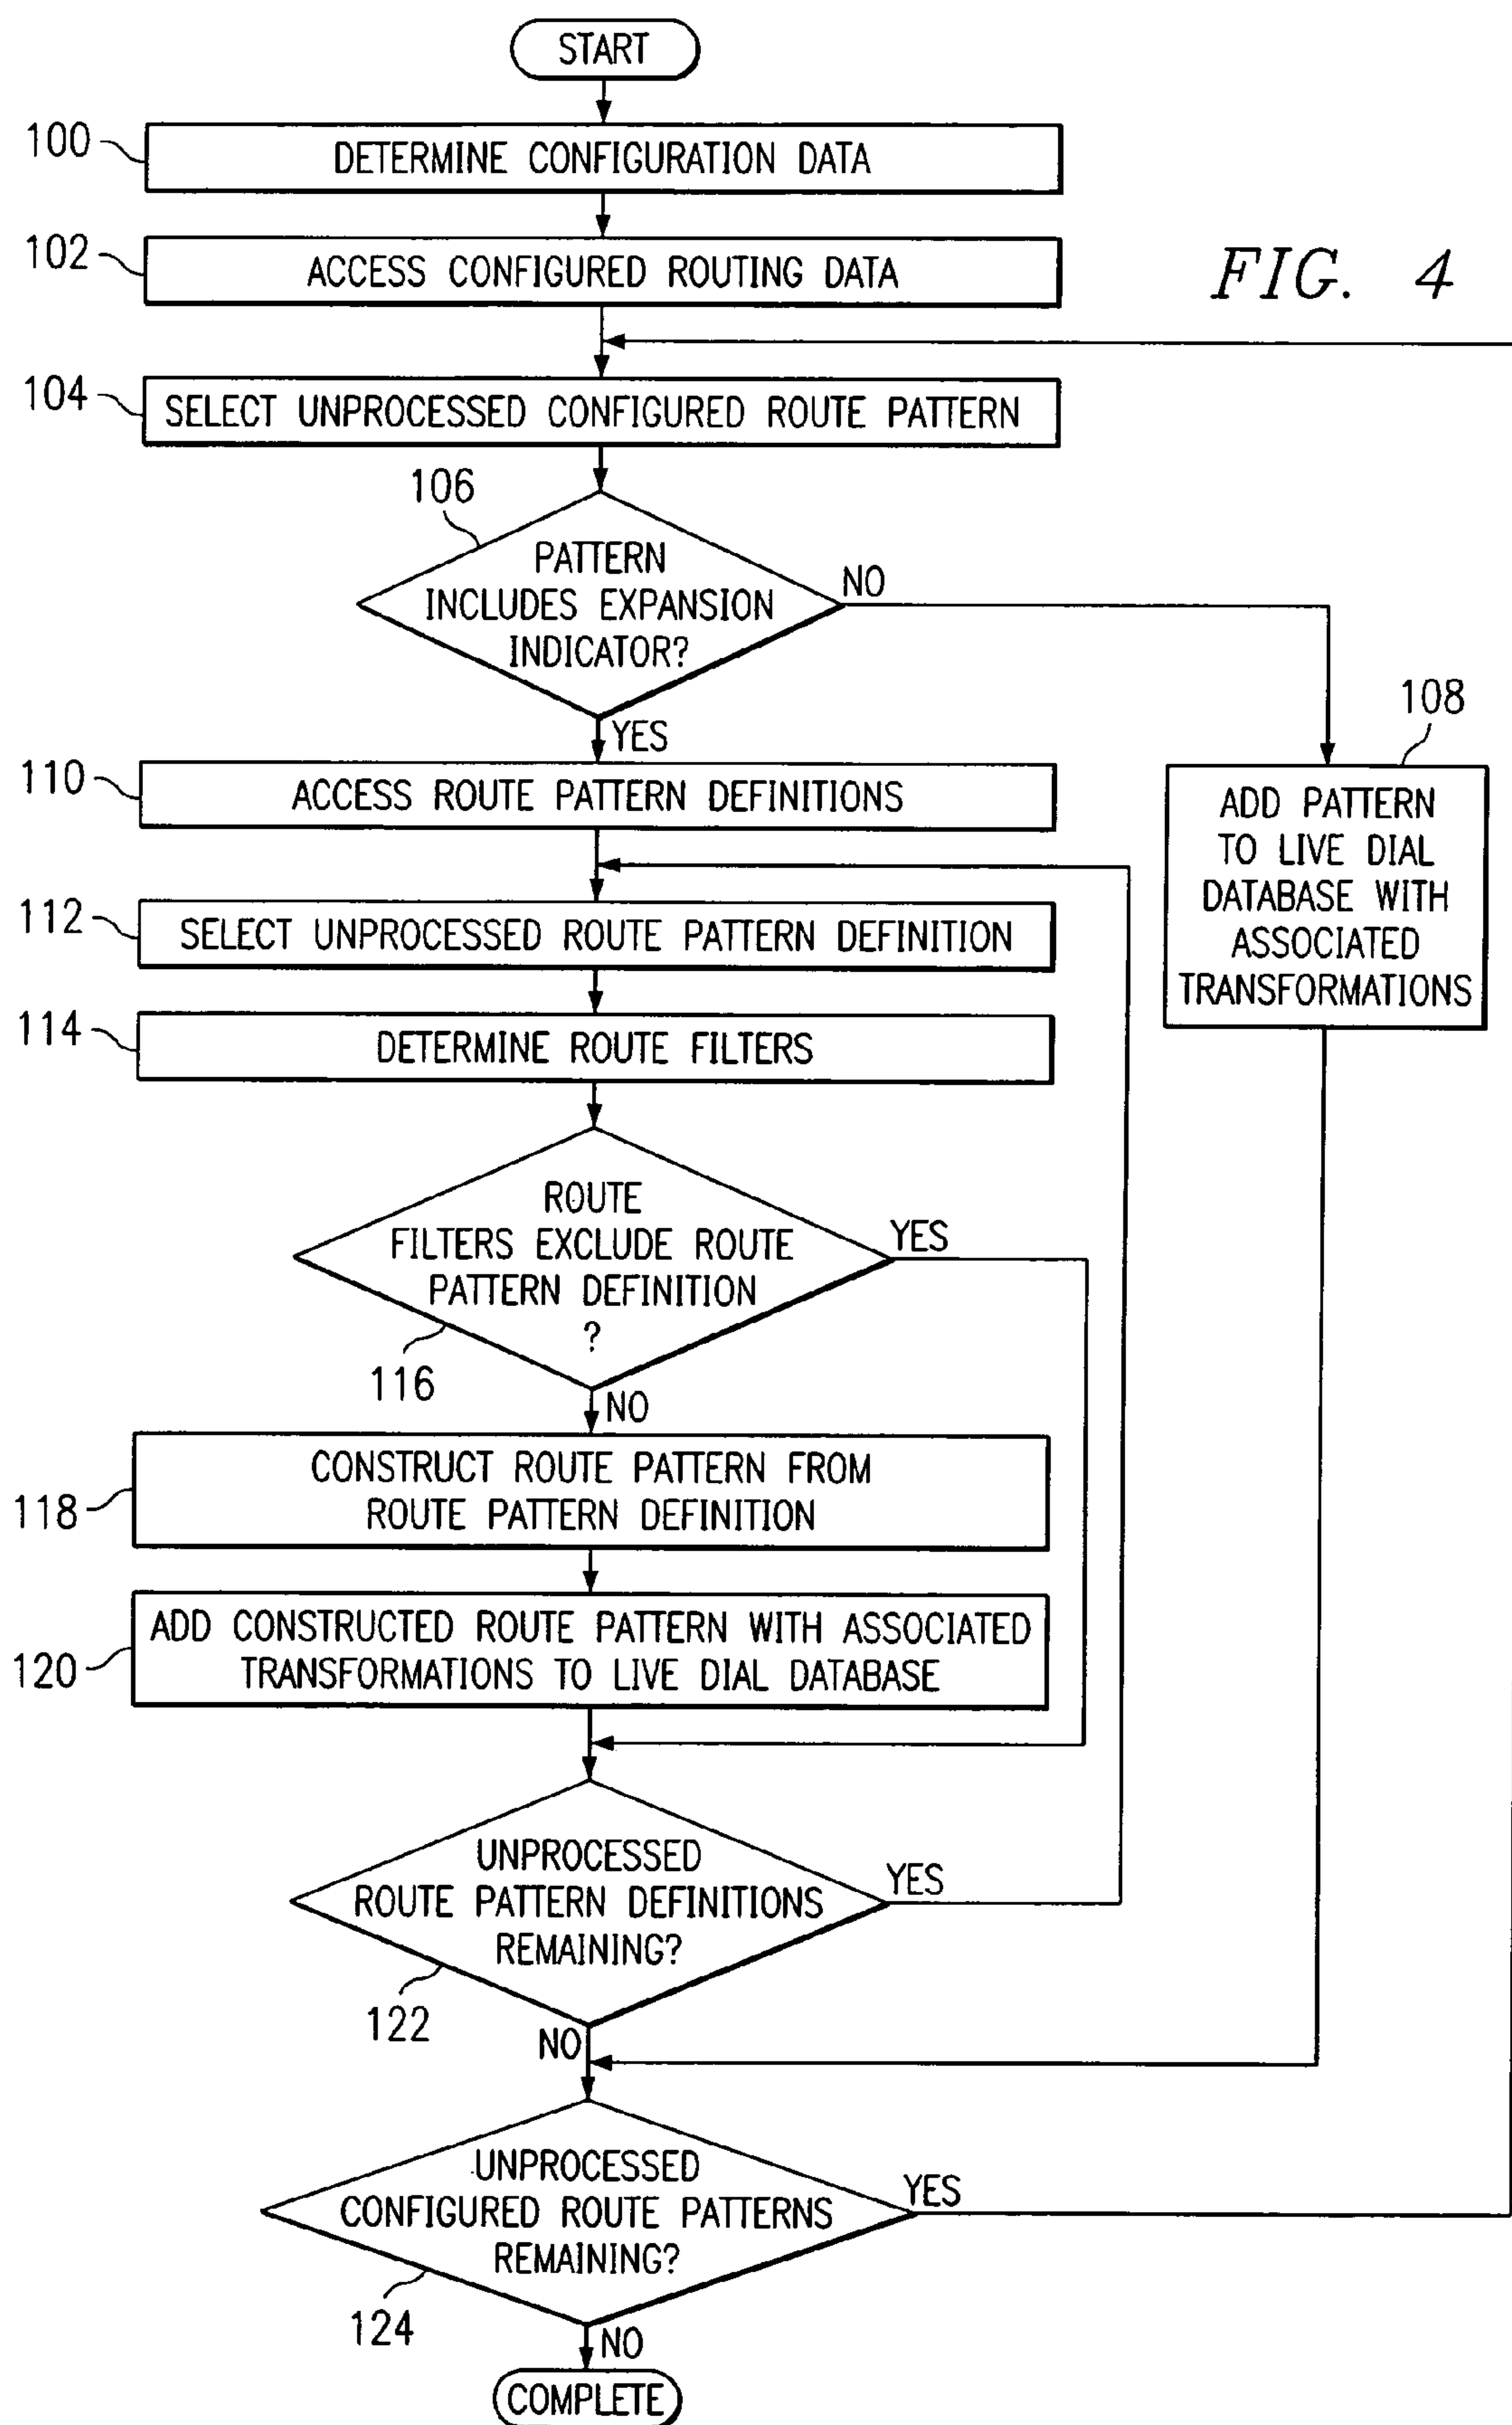 START
100
DETERMINE CONFIGURATION DATA
102
ACCESS CONFIGURED ROUTING DATA
FIG. 4
104
SELECT UNPROCESSED CONFIGURED ROUTE PATTERN
106
PATTERN
INCLUDES EXPANSION
INDICATOR?
NO
YES
108
ADD PATTERN
TO LIVE DIAL
DATABASE WITH
ASSOCIATED
TRANSFORMATIONS
110
ACCESS ROUTE PATTERN DEFINITIONS
112
SELECT UNPROCESSED ROUTE PATTERN DEFINITION
114
DETERMINE ROUTE FILTERS
ROUTE
FILTERS EXCLUDE ROUTE
PATTERN DEFINITION
?
YES
116
NO
118
CONSTRUCT ROUTE PATTERN FROM
ROUTE PATTERN DEFINITION
120
ADD CONSTRUCTED ROUTE PATTERN WITH ASSOCIATED
TRANSFORMATIONS TO LIVE DIAL DATABASE
UNPROCESSED
ROUTE PATTERN DEFINITIONS
REMAINING?
YES
122
NO
UNPROCESSED
CONFIGURED ROUTE PATTERNS
REMAINING?
YES
124
NO
COMPLETE